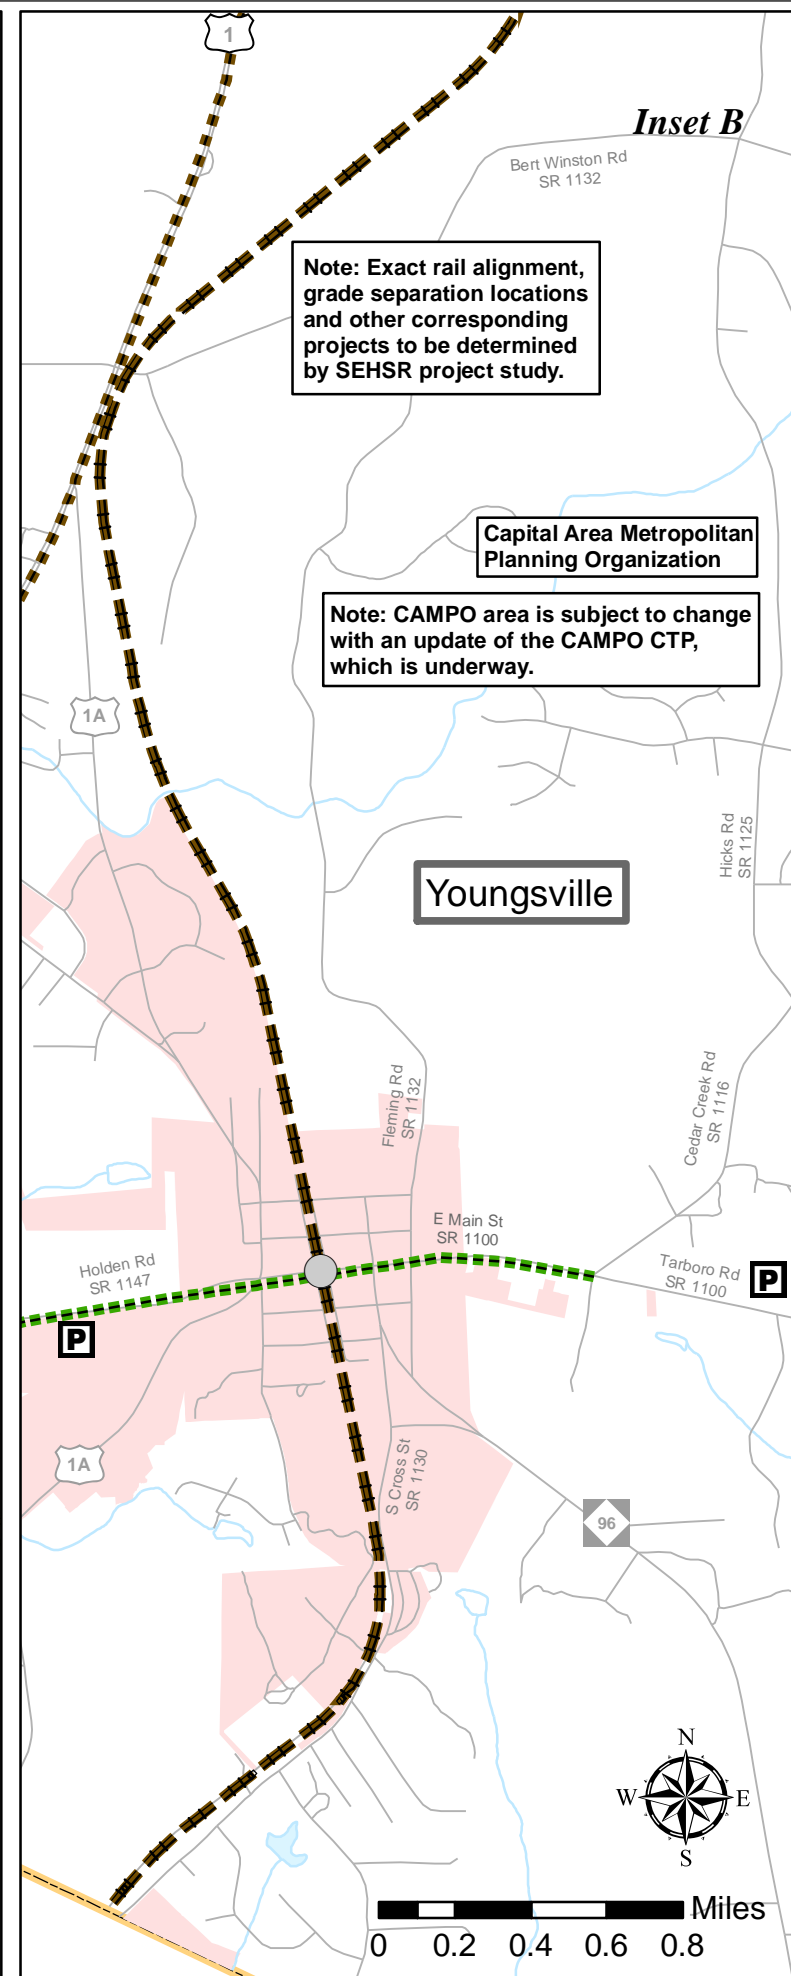 1
Inset B
Bert Winston Rd
SR 1132
Note: Exact rail alignment,
grade separation locations
and other corresponding
projects to be determined
by SEHSR project study.
Capital Area Metropolitan
Planning Organization
Note: CAMPO area is subject to change
with an update of the CAMPO CTP,
which is underway.
1A
Hicks Rd
SR 1125
Youngsville
Fleming Rd
SR 1132
Cedar Creek Rd
SR 1116
E Main St
SR 1100
Holden Rd
SR 1147
Tarboro Rd
SR 1100
P
P
1A
S Cross St
SR 1130
96
N
W
E
S
Miles
0 0.2 0.4 0.6 0.8